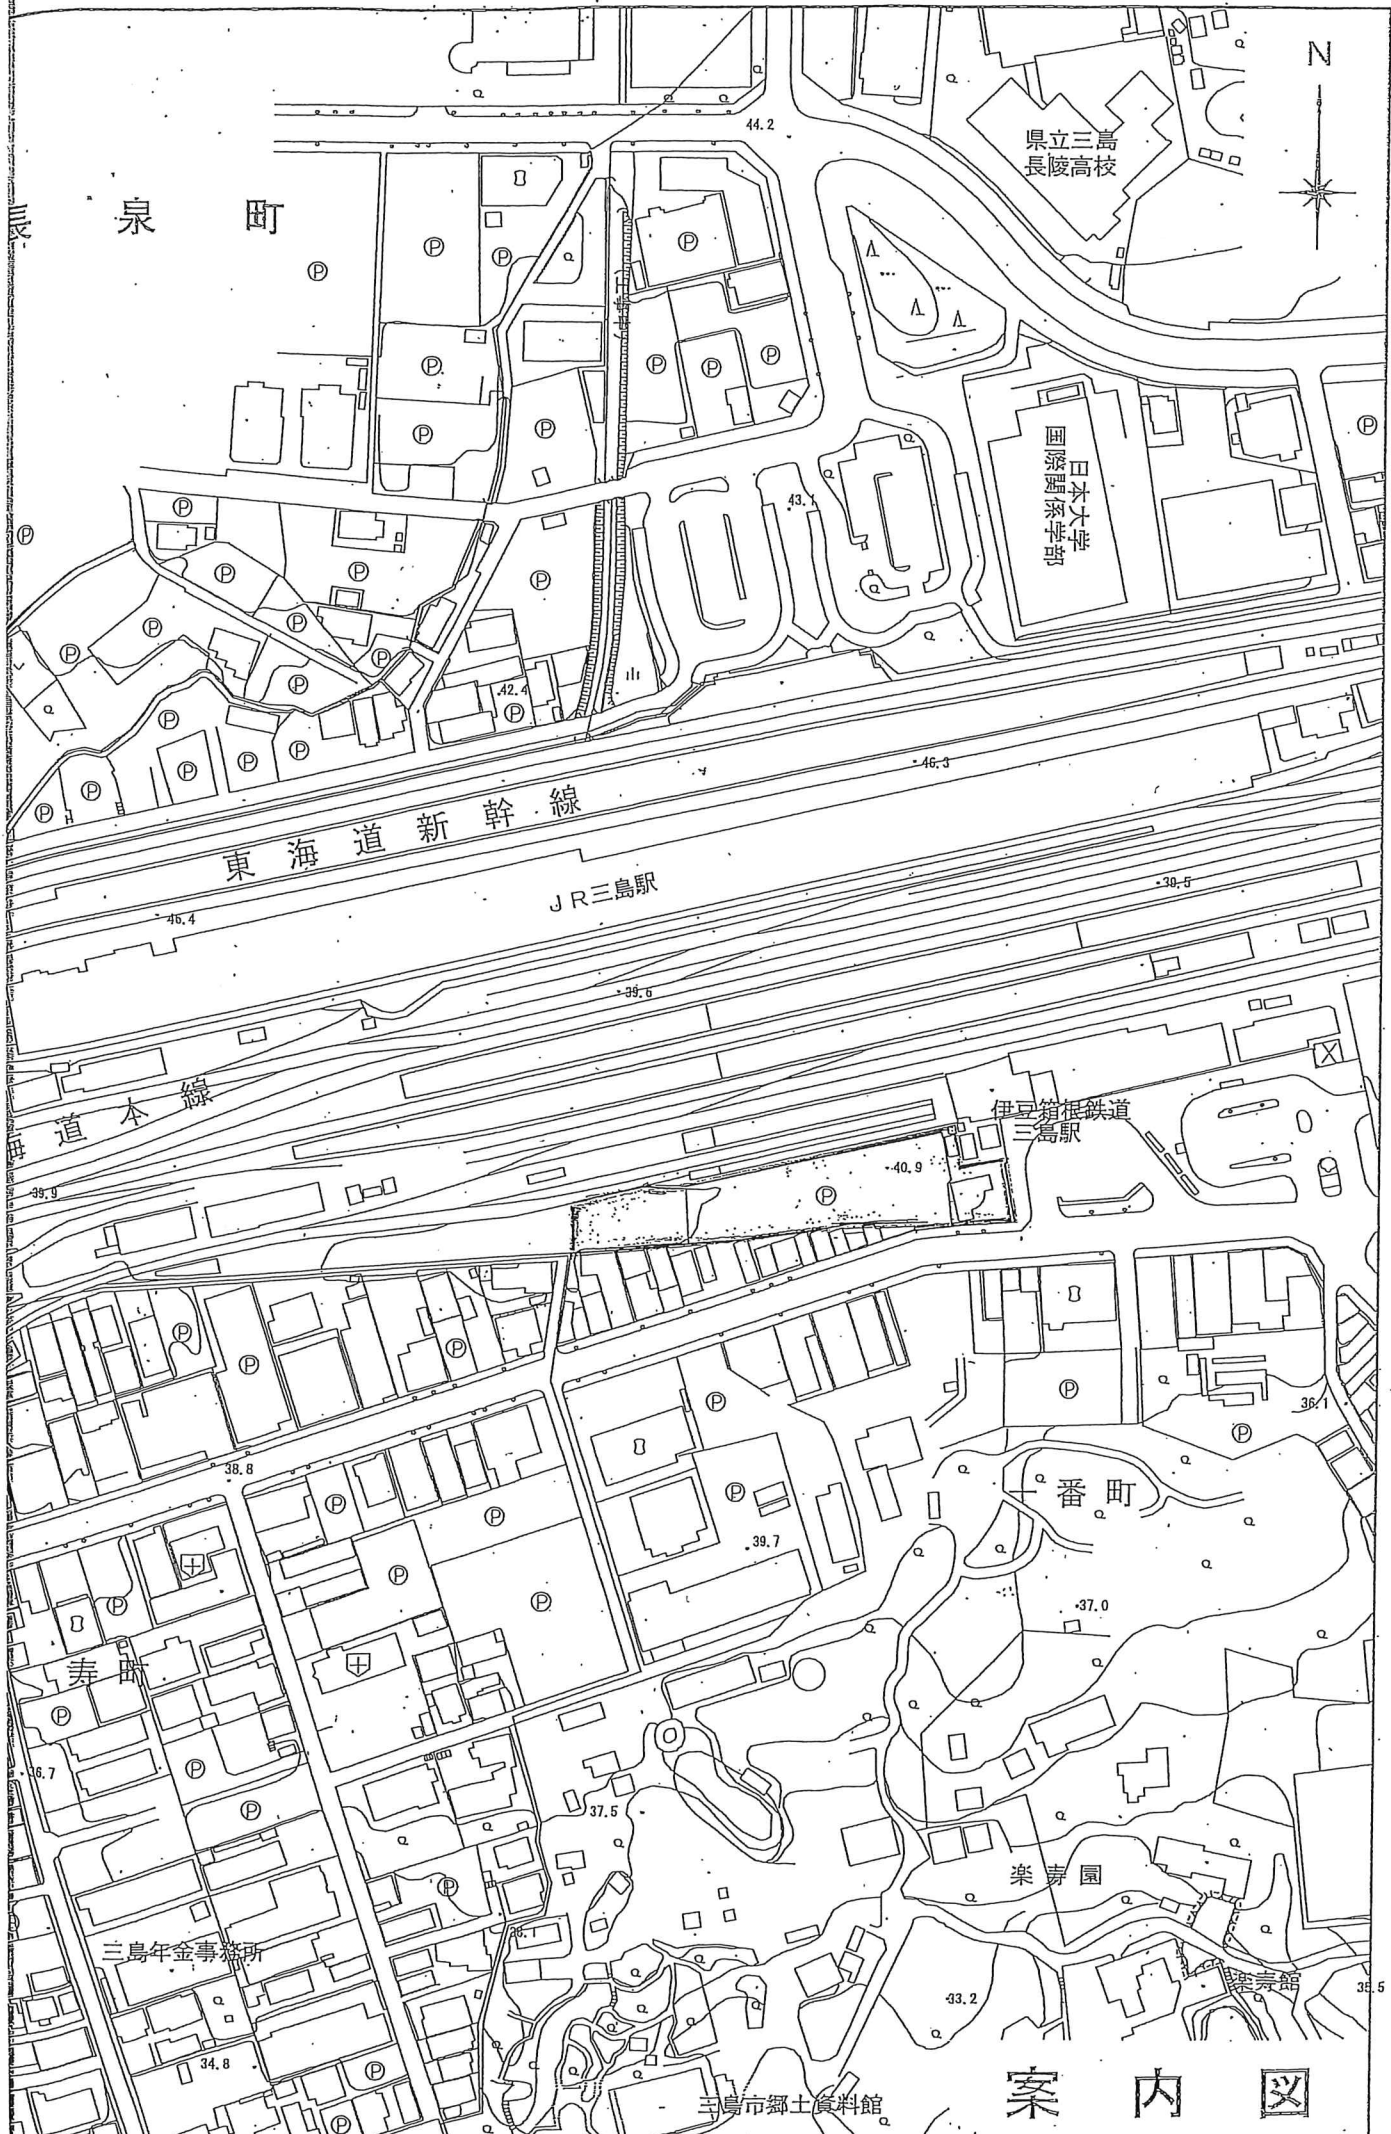 N
44.2
県立三島
長陵高校
長泉町
43.1
日本大学
国際関係学部
42.4
46.3
東海道新幹線
JR三島駅
39.5
46.4
39.6
海道本線
伊豆箱根鉄道
三島駅
40.9
39.9
36.1
38.8
一番町
39.7
37.0
寿町
36.7
37.5
楽寿園
三島年金事務所
楽寿館
33.2
34.8
三島市郷土資料館
案内図